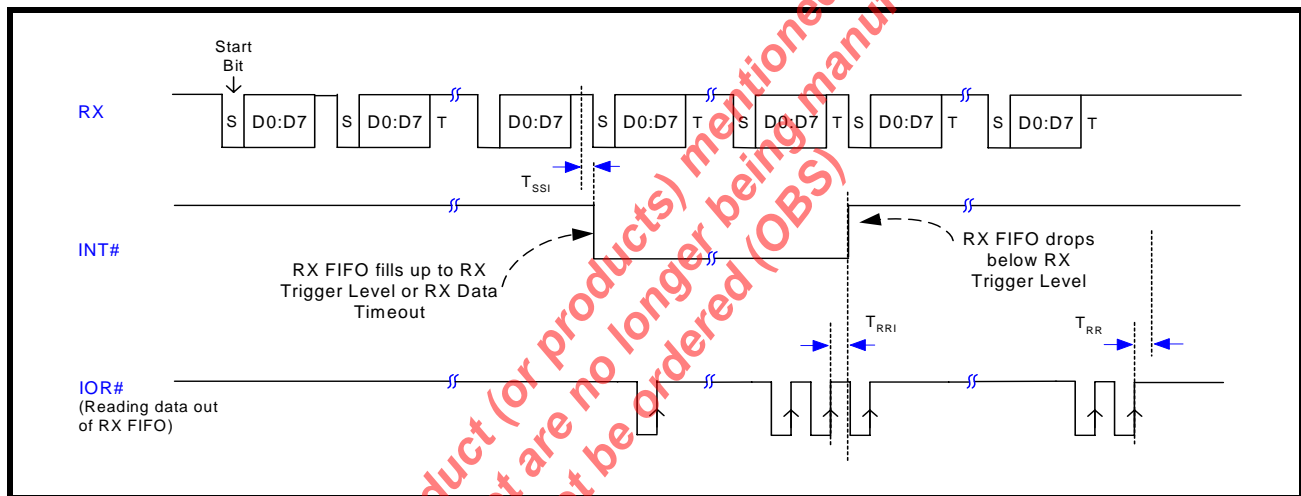 Start
Bit
RX
S D0:D7 S D0:D7 T D0:D7 S D0:D7 T S D0:D7 T S D0:D7 T S D0:D7 T
TSSI
INT#
RX FIFO fills up to RX
Trigger Level or RX Data
Timeout
RX FIFO drops
below RX
Trigger Level
TRRI
TRR
IOR#
(Reading data out
of RX FIFO)
duct (or products) mentioned
t are no longer being manu
t be ordered (OBS)